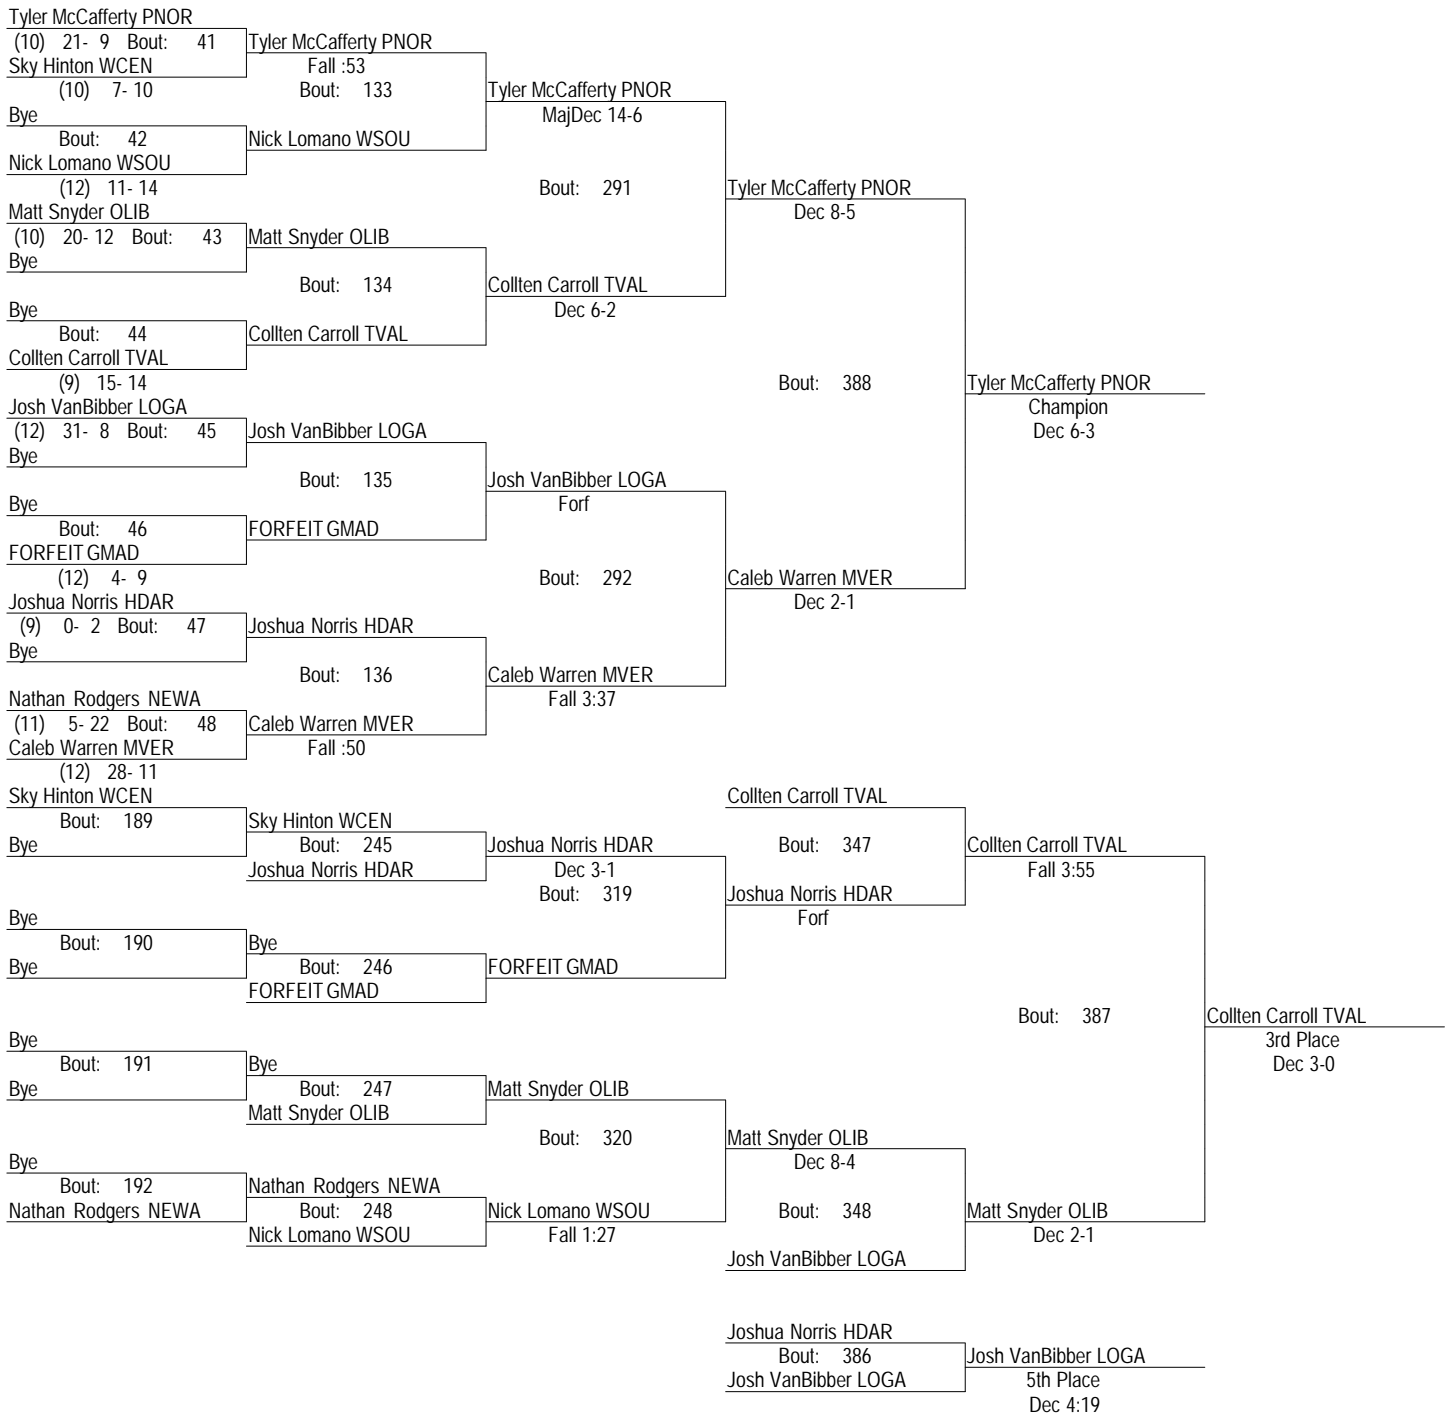 Tyler McCafferty PNOR
(10) 21- 9 Bout: 41 Tyler McCafferty PNOR
Sky Hinton WCEN Fall :53
(10) 7- 10 Bout: 133 Tyler McCafferty PNOR
Bye MajDec 14-6
Bout: 42 Nick Lomano WSOU
Nick Lomano WSOU
(12) 11- 14 Bout: 291 Tyler McCafferty PNOR
Matt Snyder OLIB Dec 8-5
(10) 20- 12 Bout: 43 Matt Snyder OLIB
Bye
Bout: 134 Collten Carroll TVAL
Bye Dec 6-2
Bout: 44 Collten Carroll TVAL
Collten Carroll TVAL
(9) 15- 14 Bout: 388 Tyler McCafferty PNOR
Josh VanBibber LOGA Champion
(12) 31- 8 Bout: 45 Josh VanBibber LOGA Dec 6-3
Bye
Bout: 135 Josh VanBibber LOGA
Bye Forf
Bout: 46 FORFEIT GMAD
FORFEIT GMAD
(12) 4- 9 Bout: 292 Caleb Warren MVER
Joshua Norris HDAR Dec 2-1
(9) 0- 2 Bout: 47 Joshua Norris HDAR
Bye
Bout: 136 Caleb Warren MVER
Nathan Rodgers NEWA Fall 3:37
(11) 5- 22 Bout: 48 Caleb Warren MVER
Caleb Warren MVER Fall :50
(12) 28- 11
Sky Hinton WCEN Collten Carroll TVAL
Bout: 189 Sky Hinton WCEN
Bye Bout: 245 Joshua Norris HDAR Bout: 347 Collten Carroll TVAL
Joshua Norris HDAR Dec 3-1 Fall 3:55
Bout: 319 Joshua Norris HDAR
Bye Forf
Bout: 190 Bye
Bye Bout: 246 FORFEIT GMAD
FORFEIT GMAD
Bout: 387 Collten Carroll TVAL
Bye 3rd Place
Bout: 191 Bye Dec 3-0
Bye Bout: 247 Matt Snyder OLIB
Matt Snyder OLIB
Bout: 320 Matt Snyder OLIB
Bye Dec 8-4
Bout: 192 Nathan Rodgers NEWA
Nathan Rodgers NEWA Bout: 248 Nick Lomano WSOU Bout: 348 Matt Snyder OLIB
Nick Lomano WSOU Fall 1:27 Dec 2-1
Josh VanBibber LOGA
Joshua Norris HDAR
Bout: 386 Josh VanBibber LOGA
Josh VanBibber LOGA 5th Place
Dec 4:19